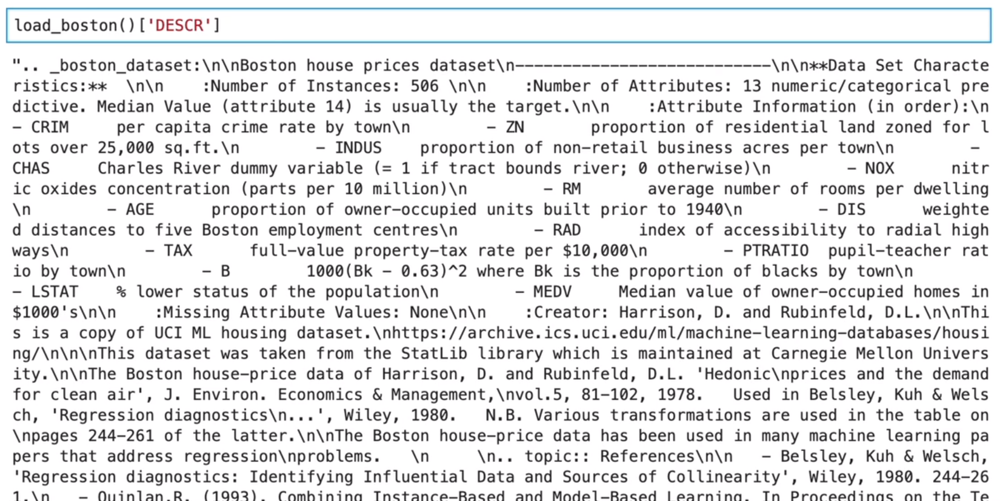 load_boston()['DESCR']
".. _boston_dataset:\n\nBoston house prices dataset\n---------------------------\n\n**Data Set Characte
ristics:**  \n\n    :Number of Instances: 506 \n\n    :Number of Attributes: 13 numeric/categorical pre
dictive. Median Value (attribute 14) is usually the target.\n\n    :Attribute Information (in order):\n
- CRIM     per capita crime rate by town\n        - ZN       proportion of residential land zoned for l
ots over 25,000 sq.ft.\n        - INDUS    proportion of non-retail business acres per town\n        -
CHAS     Charles River dummy variable (= 1 if tract bounds river; 0 otherwise)\n        - NOX      nitr
ic oxides concentration (parts per 10 million)\n        - RM       average number of rooms per dwelling
\n        - AGE      proportion of owner-occupied units built prior to 1940\n        - DIS      weighte
d distances to five Boston employment centres\n        - RAD      index of accessibility to radial high
ways\n        - TAX      full-value property-tax rate per $10,000\n        - PTRATIO  pupil-teacher rat
io by town\n        - B        1000(Bk - 0.63)^2 where Bk is the proportion of blacks by town\n
- LSTAT    % lower status of the population\n        - MEDV     Median value of owner-occupied homes in
$1000's\n\n    :Missing Attribute Values: None\n\n    :Creator: Harrison, D. and Rubinfeld, D.L.\n\nThi
s is a copy of UCI ML housing dataset.\nhttps://archive.ics.uci.edu/ml/machine-learning-databases/housi
ng/\n\n\nThis dataset was taken from the StatLib library which is maintained at Carnegie Mellon Univers
ity.\n\nThe Boston house-price data of Harrison, D. and Rubinfeld, D.L. 'Hedonic\nprices and the demand
for clean air', J. Environ. Economics & Management,\nvol.5, 81-102, 1978.   Used in Belsley, Kuh & Wels
ch, 'Regression diagnostics\n...', Wiley, 1980.   N.B. Various transformations are used in the table on
\npages 244-261 of the latter.\n\nThe Boston house-price data has been used in many machine learning pa
pers that address regression\nproblems.   \n     \n.. topic:: References\n\n   - Belsley, Kuh & Welsch,
'Regression diagnostics: Identifying Influential Data and Sources of Collinearity', Wiley, 1980. 244-26
1.\n   - Quinlan,R. (1993). Combining Instance-Based and Model-Based Learning. In Proceedings on the Te